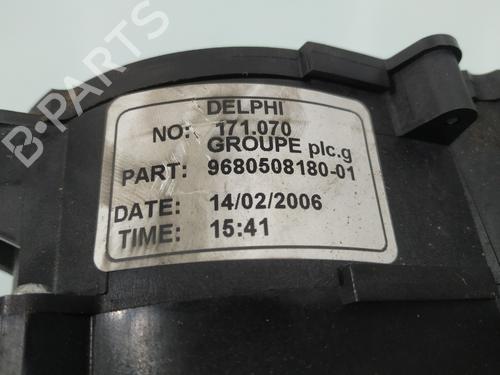 DELPHI
NO: 171.070
GROUPE plc.g
PART: 9680508180-01
DATE: 14/02/2006
TIME: 15:41
B-PARTS